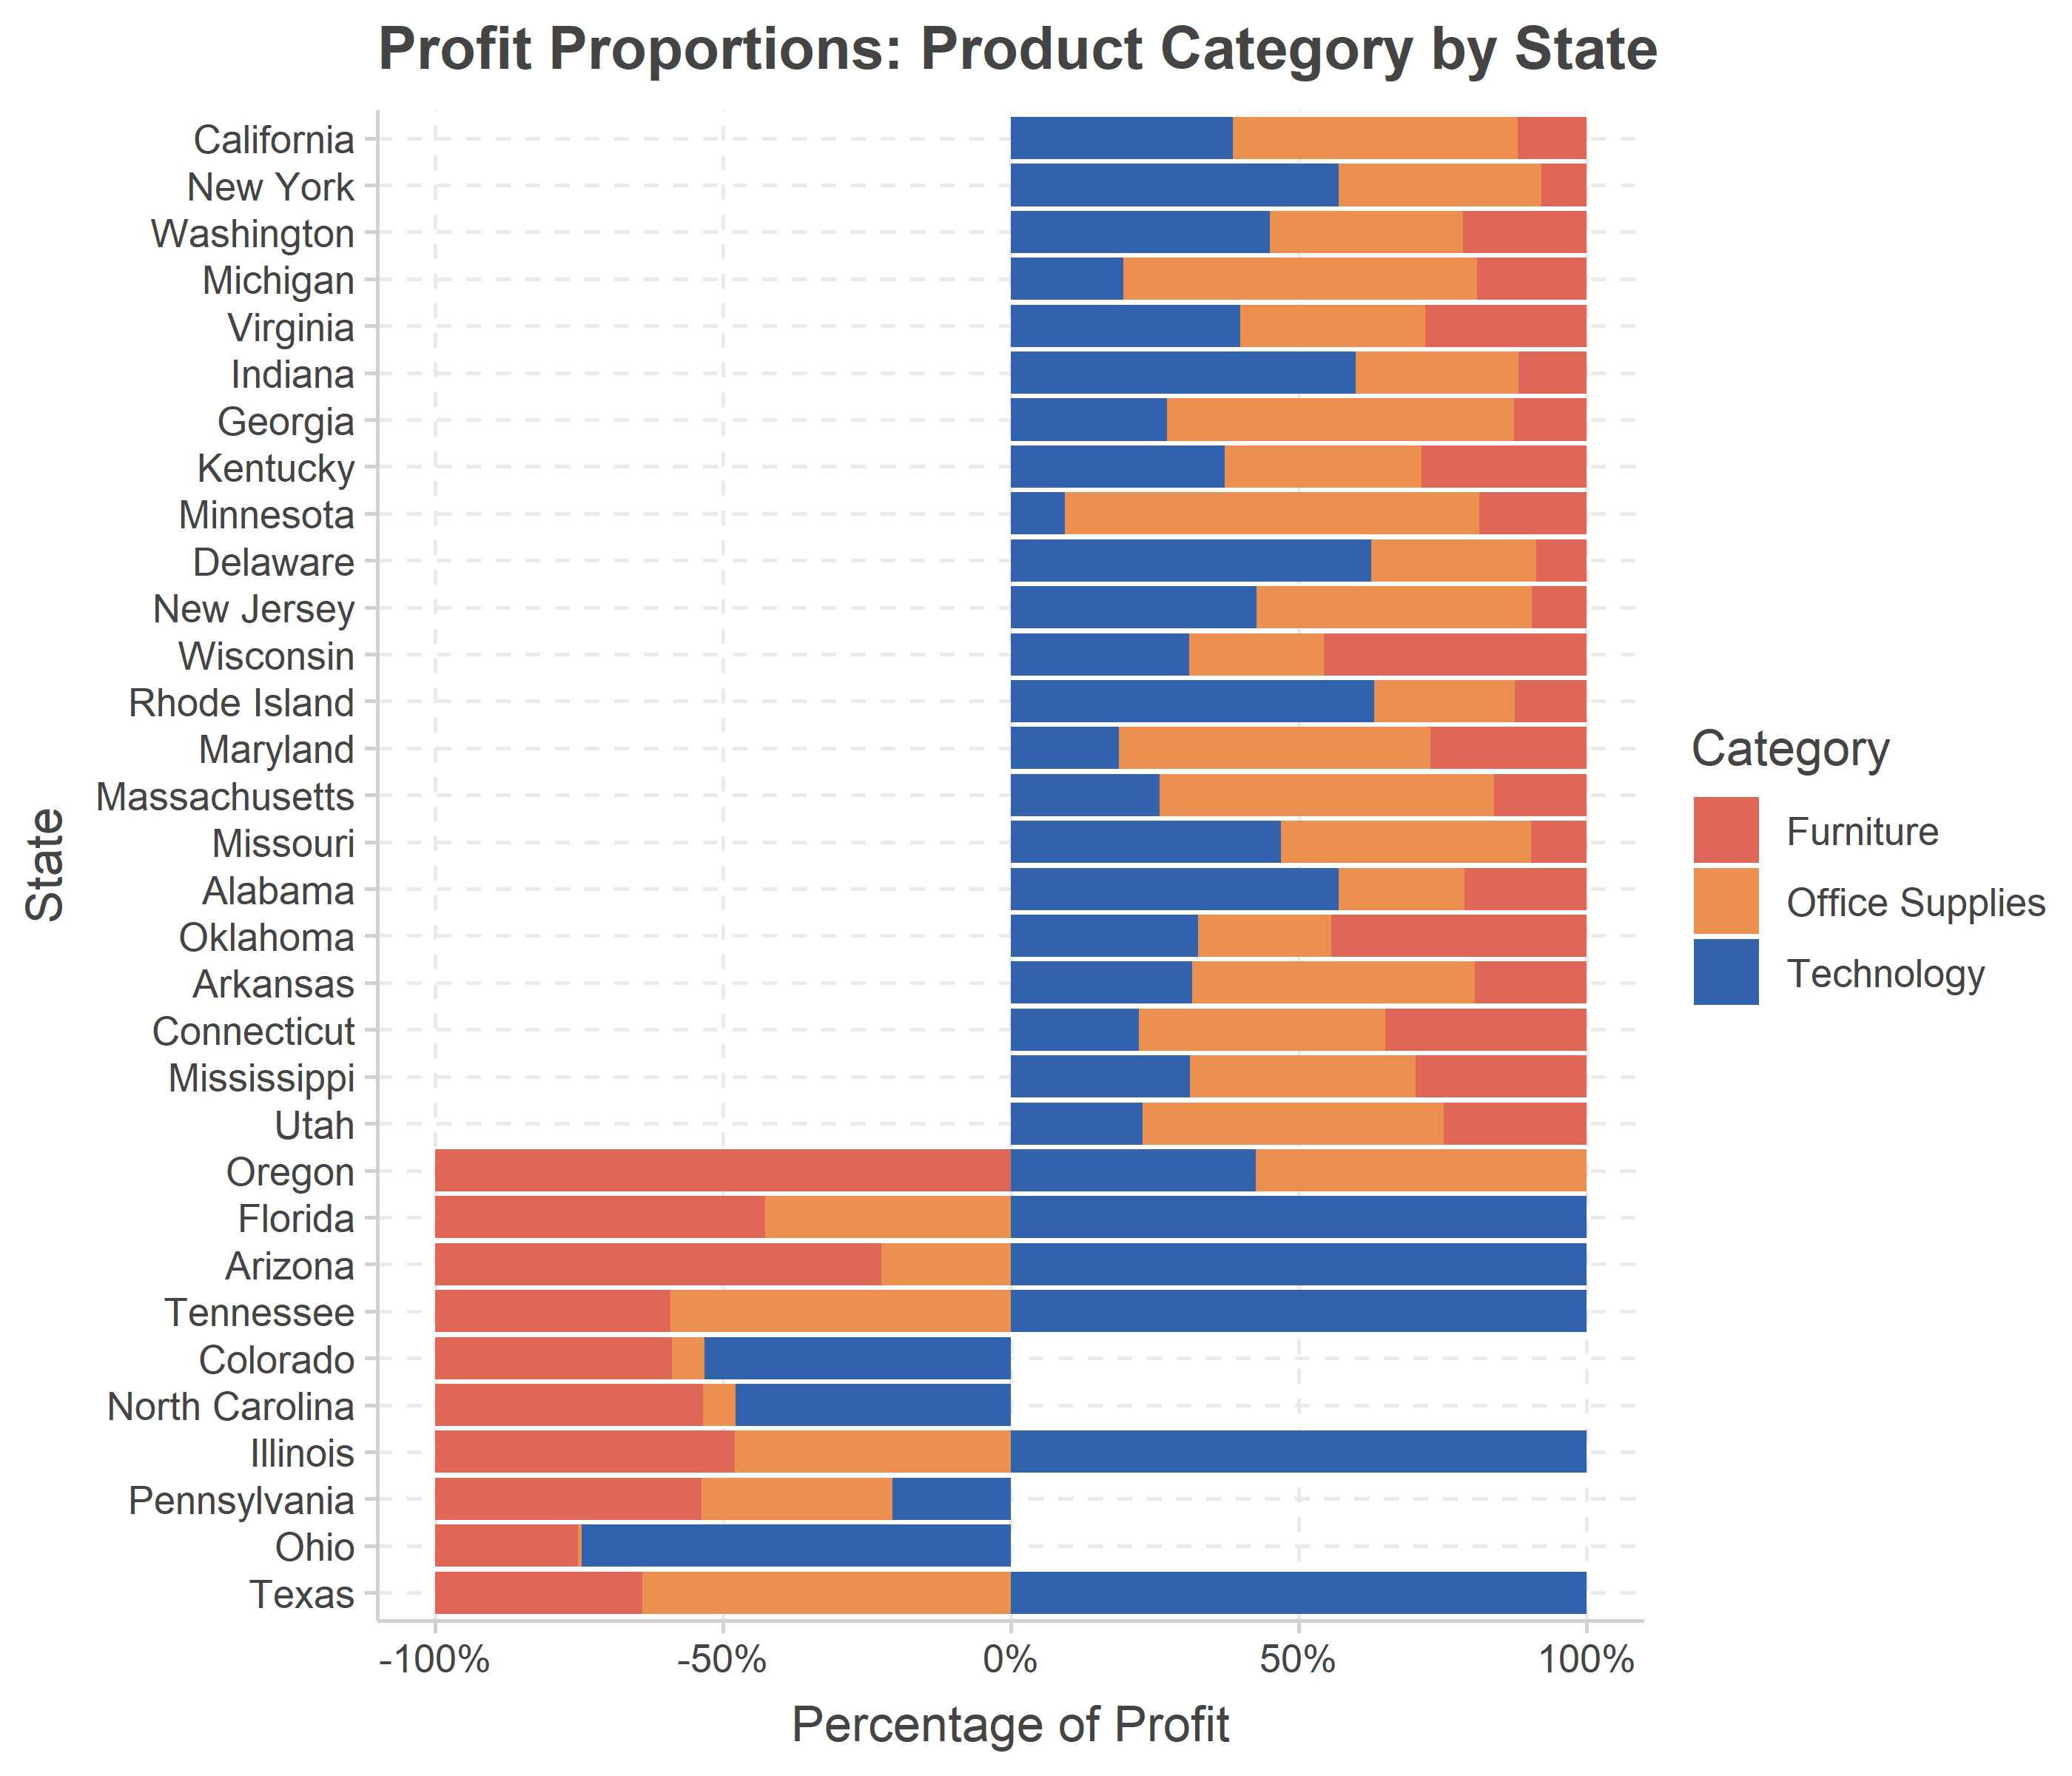 Profit Proportions: Product Category by State
California
New York
Washington
Michigan
Virginia
Indiana
Georgia
Kentucky
Minnesota
Delaware
New Jersey
Wisconsin
Rhode Island
Maryland
Massachusetts
Missouri
Alabama
Oklahoma
Arkansas
Connecticut
Mississippi
Utah
Oregon
Florida
Arizona
Tennessee
Colorado
North Carolina
Illinois
Pennsylvania
Ohio
Texas
State
-100%
-50%
0%
50%
100%
Percentage of Profit
Category
Furniture
Office Supplies
Technology